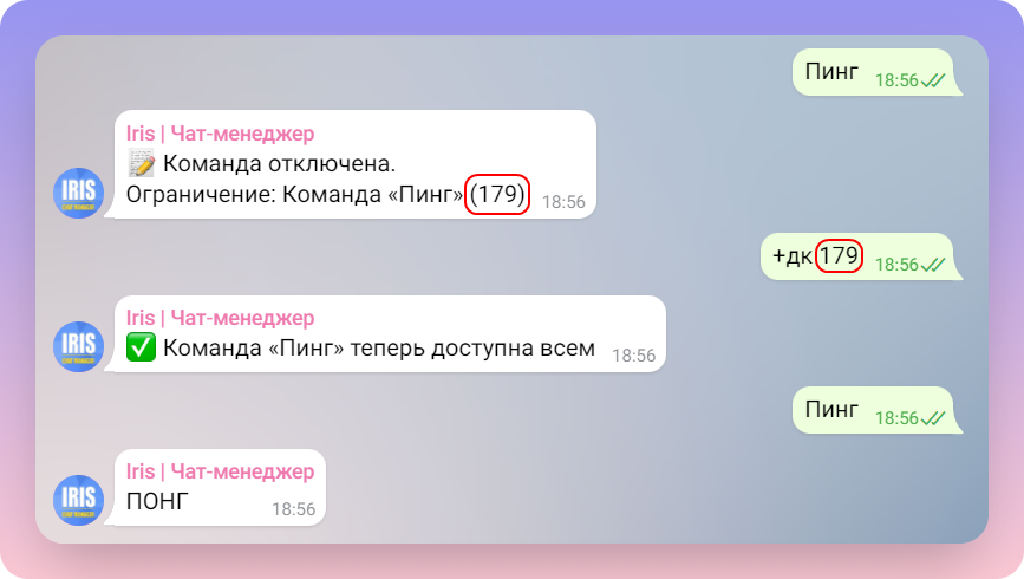 Пинг 18:56
Iris | Чат-менеджер
📝 Команда отключена.
Ограничение: Команда «Пинг» (179) 18:56
IRIS
+дк 179 18:56
Iris | Чат-менеджер
✅ Команда «Пинг» теперь доступна всем 18:56
IRIS
Пинг 18:56
Iris | Чат-менеджер
ПОНГ 18:56
IRIS